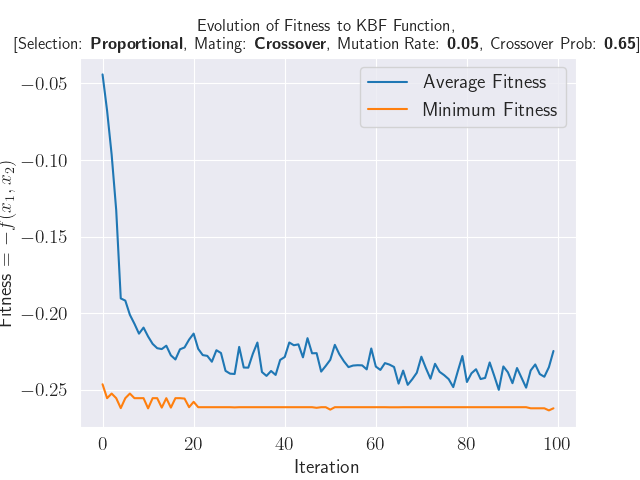 Evolution of Fitness to KBF Function,
[Selection: Proportional, Mating: Crossover, Mutation Rate: 0.05, Crossover Prob: 0.65]
Average Fitness
Minimum Fitness
−0.05
−0.10
−0.15
−0.20
−0.25
Fitness = −f(x₁, x₂)
0 20 40 60 80 100
Iteration